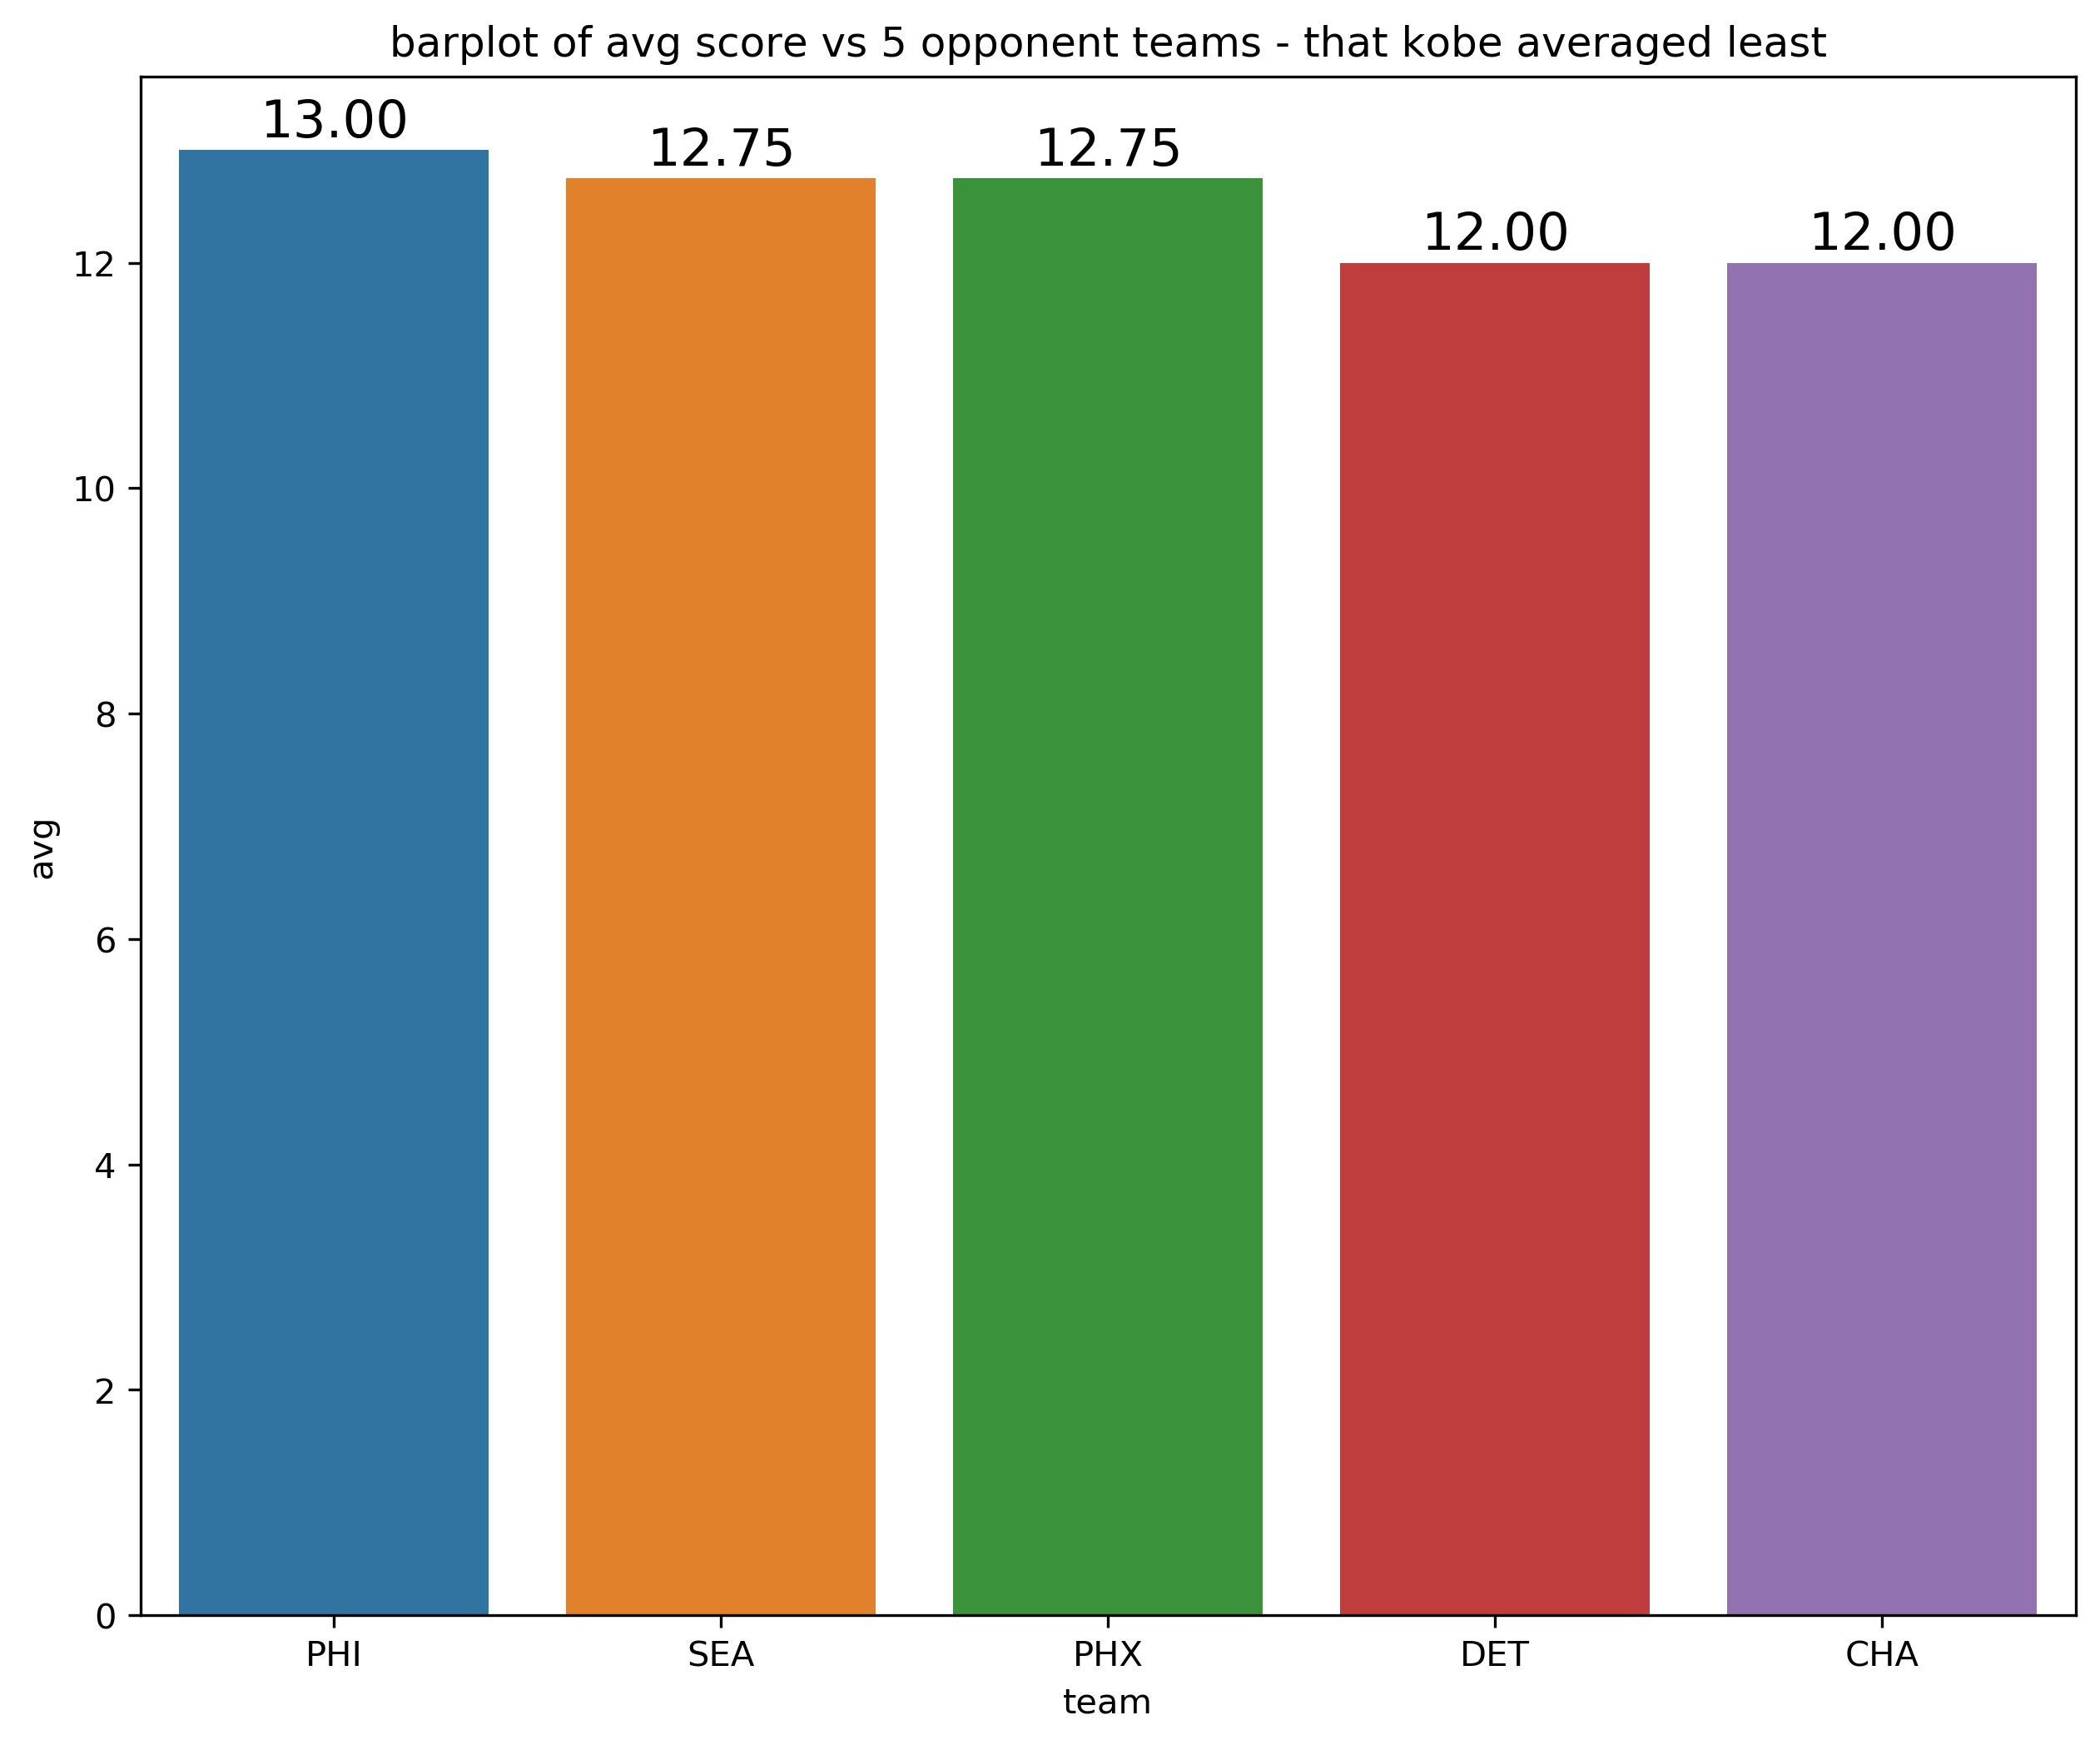 barplot of avg score vs 5 opponent teams - that kobe averaged least
13.00
12.75
12.75
12.00
12.00
12
10
8
6
4
2
0
avg
PHI
SEA
PHX
DET
CHA
team